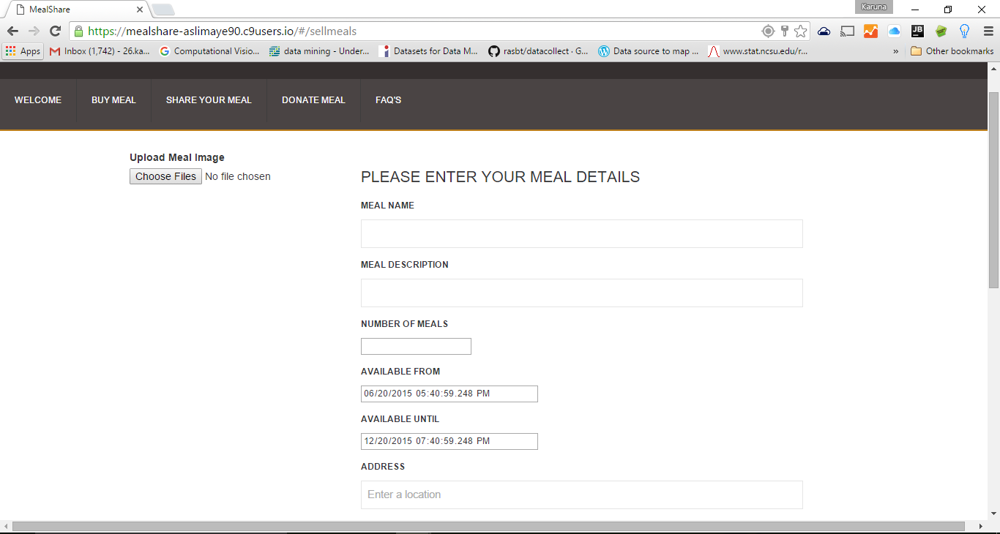 MealShare
Karuna
https://mealshare-aslimaye90.c9users.io/#/sellmeals
Apps Inbox (1,742) - 26.ka... Computational Visio... data mining - Under... Datasets for Data M... rasbt/datacollect · G... Data source to map ... www.stat.ncsu.edu/r... » Other bookmarks
JB
WELCOME BUY MEAL SHARE YOUR MEAL DONATE MEAL FAQ'S
Upload Meal Image
Choose Files No file chosen
PLEASE ENTER YOUR MEAL DETAILS
MEAL NAME
MEAL DESCRIPTION
NUMBER OF MEALS
AVAILABLE FROM
06/20/2015 05:40:59.248 PM
AVAILABLE UNTIL
12/20/2015 07:40:59.248 PM
ADDRESS
Enter a location